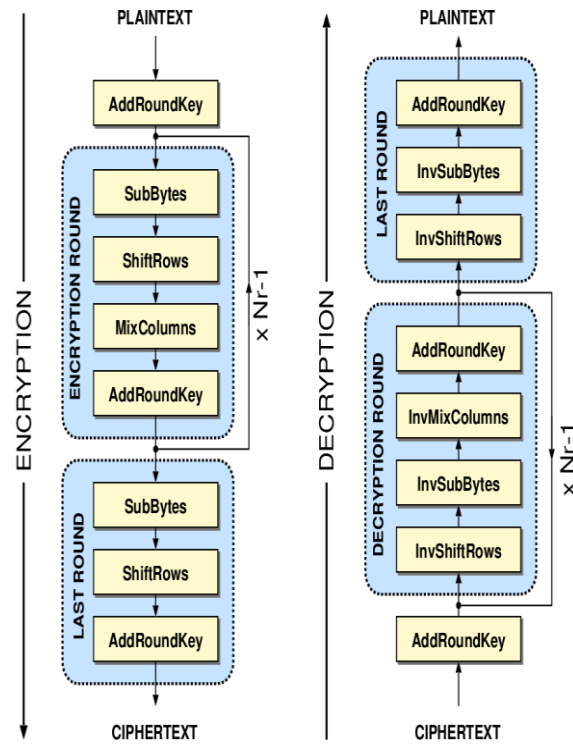 PLAINTEXT
AddRoundKey
SubBytes
ShiftRows
MixColumns
AddRoundKey
ENCRYPTION ROUND
x Nr-1
SubBytes
ShiftRows
AddRoundKey
LAST ROUND
CIPHERTEXT
ENCRYPTION
PLAINTEXT
AddRoundKey
InvSubBytes
InvShiftRows
LAST ROUND
AddRoundKey
InvMixColumns
InvSubBytes
InvShiftRows
DECRYPTION ROUND
x Nr-1
AddRoundKey
CIPHERTEXT
DECRYPTION